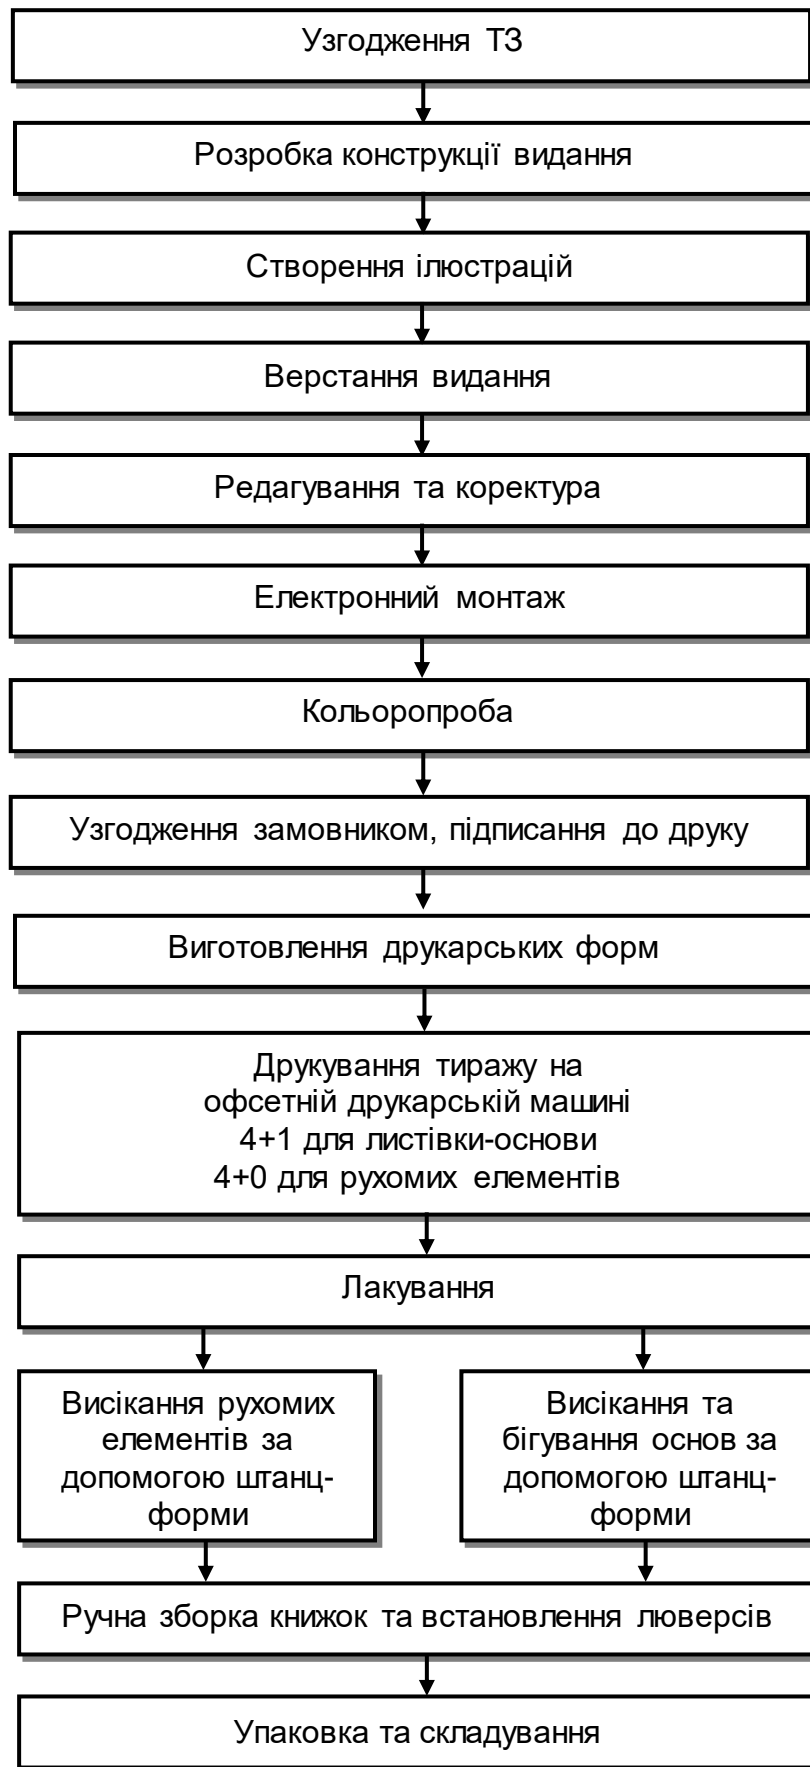 Узгодження ТЗ
Розробка конструкції видання
Створення ілюстрацій
Верстання видання
Редагування та коректура
Електронний монтаж
Кольоропроба
Узгодження замовником, підписання до друку
Виготовлення друкарських форм
Друкування тиражу на
офсетній друкарській машині
4+1 для листівки-основи
4+0 для рухомих елементів
Лакування
Висікання рухомих
елементів за
допомогою штанц-
форми
Висікання та
бігування основ за
допомогою штанц-
форми
Ручна зборка книжок та встановлення люверсів
Упаковка та складування